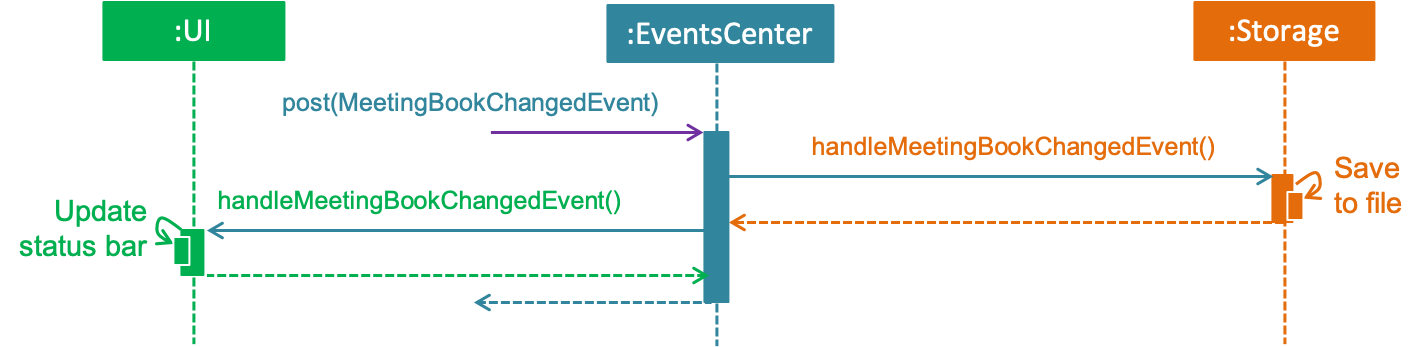 :UI
:EventsCenter
:Storage
post(MeetingBookChangedEvent)
handleMeetingBookChangedEvent()
Save
to file
handleMeetingBookChangedEvent()
Update
status bar